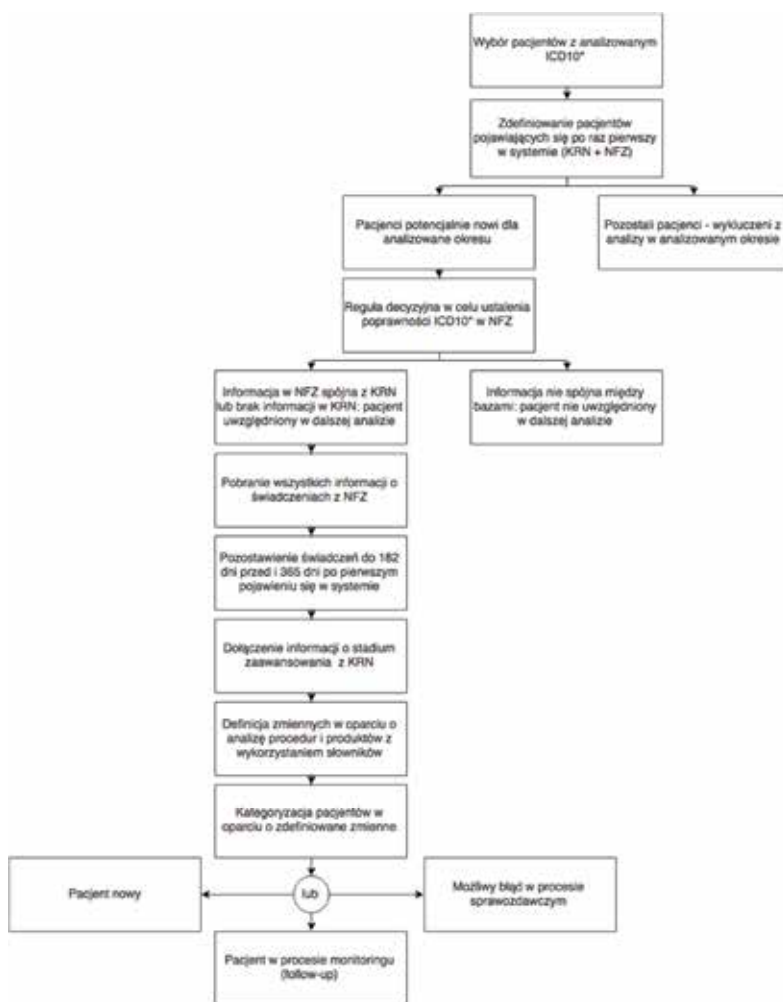 Wybór pacjentów z analizowanym
ICD10*
Zdefiniowanie pacjentów
pojawiających się po raz pierwszy
w systemie (KRN + NFZ)
Pacjenci potencjalnie nowi dla
analizowane okresu
Pozostali pacjenci - wykluczeni z
analizy w analizowanym okresie
Reguła decyzyjna w celu ustalenia
poprawności ICD10* w NFZ
Informacja w NFZ spójna z KRN
lub brak informacji w KRN: pacjent
uwzględniony w dalszej analizie
Informacja nie spójna między
bazami: pacjent nie uwzględniony
w dalszej analizie
Pobranie wszystkich informacji o
świadczeniach z NFZ
Pozostawienie świadczeń do 182
dni przed i 365 dni po pierwszym
pojawieniu się w systemie
Dołączenie informacji o stadium
zaawansowania z KRN
Definicja zmiennych w oparciu o
analizę procedur i produktów z
wykorzystaniem słowników
Kategoryzacja pacjentów w
oparciu o zdefiniowane zmienne
Pacjent nowy
lub
Możliwy błąd w procesie
sprawozdawczym
Pacjent w procesie monitoringu
(follow-up)